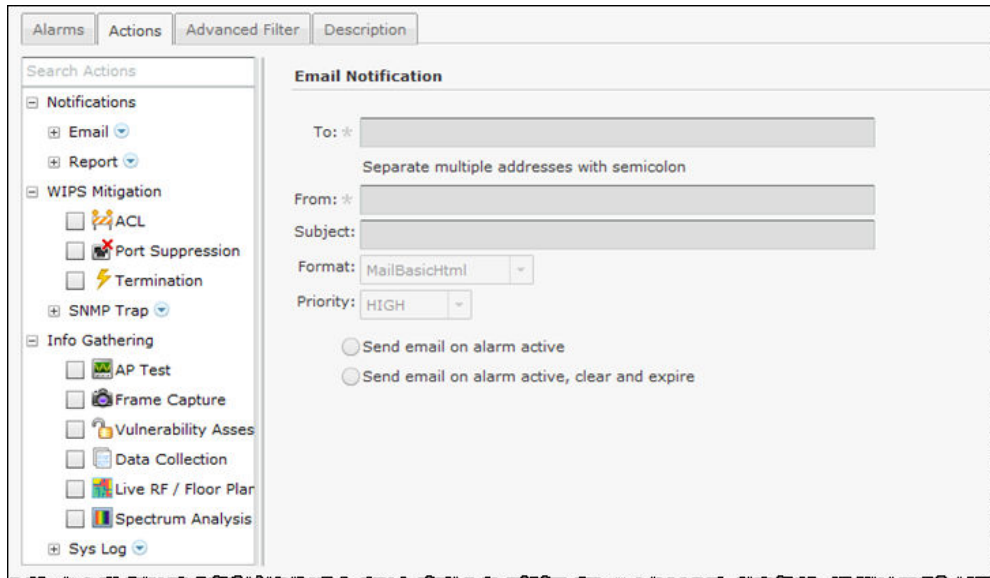 Alarms
Actions
Advanced Filter
Description
Search Actions
Notifications
Email
Report
WIPS Mitigation
ACL
Port Suppression
Termination
SNMP Trap
Info Gathering
AP Test
Frame Capture
Vulnerability Asses
Data Collection
Live RF / Floor Plan
Spectrum Analysis
Sys Log
Email Notification
To: *
Separate multiple addresses with semicolon
From: *
Subject:
Format: MailBasicHtml
Priority: HIGH
Send email on alarm active
Send email on alarm active, clear and expire